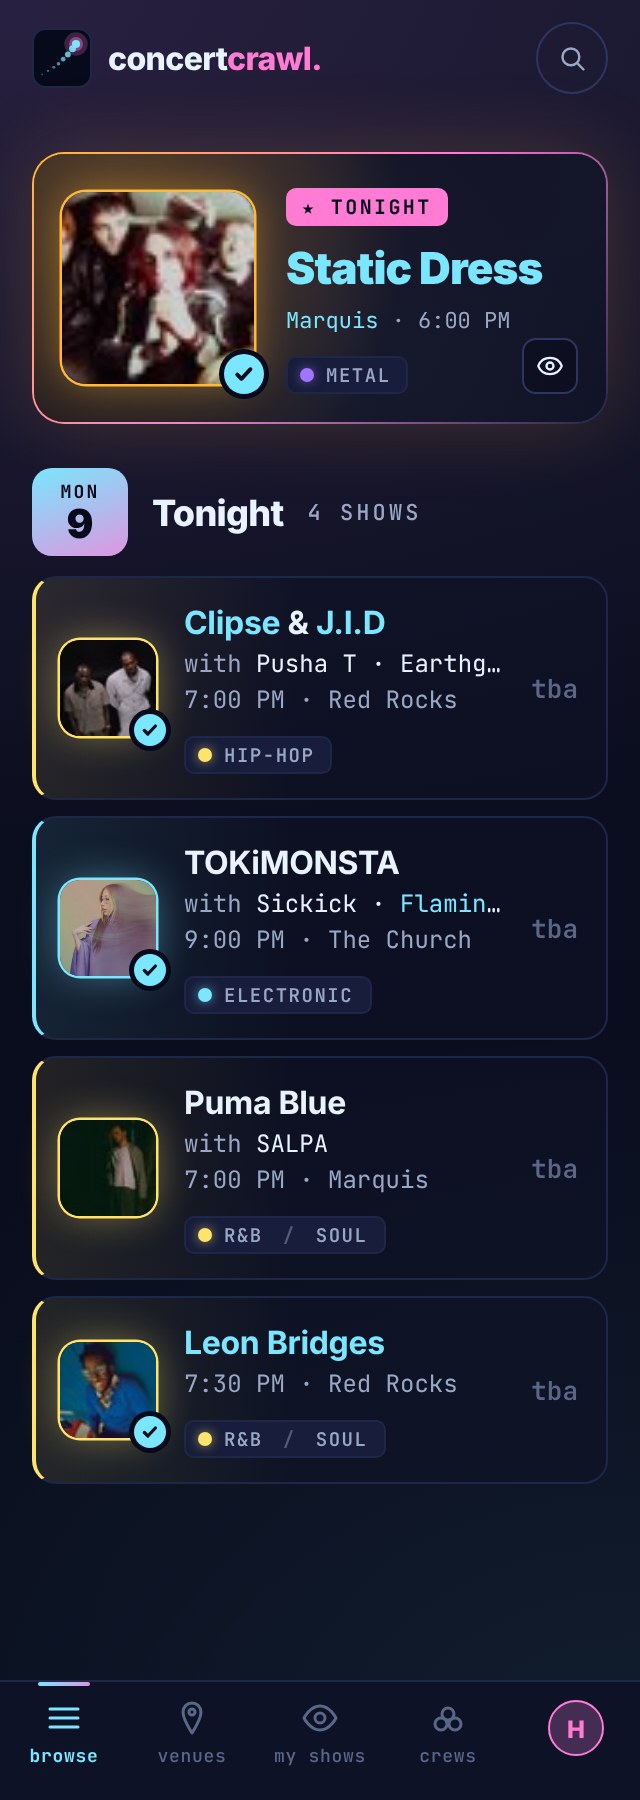 concertcrawl.
★ TONIGHT
Static Dress
Marquis · 6:00 PM
METAL
MON
9
Tonight 4 SHOWS
Clipse & J.I.D
with Pusha T · Earthg…
7:00 PM · Red Rocks
tba
HIP-HOP
TOKiMONSTA
with Sickick · Flamin…
9:00 PM · The Church
tba
ELECTRONIC
Puma Blue
with SALPA
7:00 PM · Marquis
tba
R&B / SOUL
Leon Bridges
7:30 PM · Red Rocks
tba
R&B / SOUL
browse venues my shows crews H